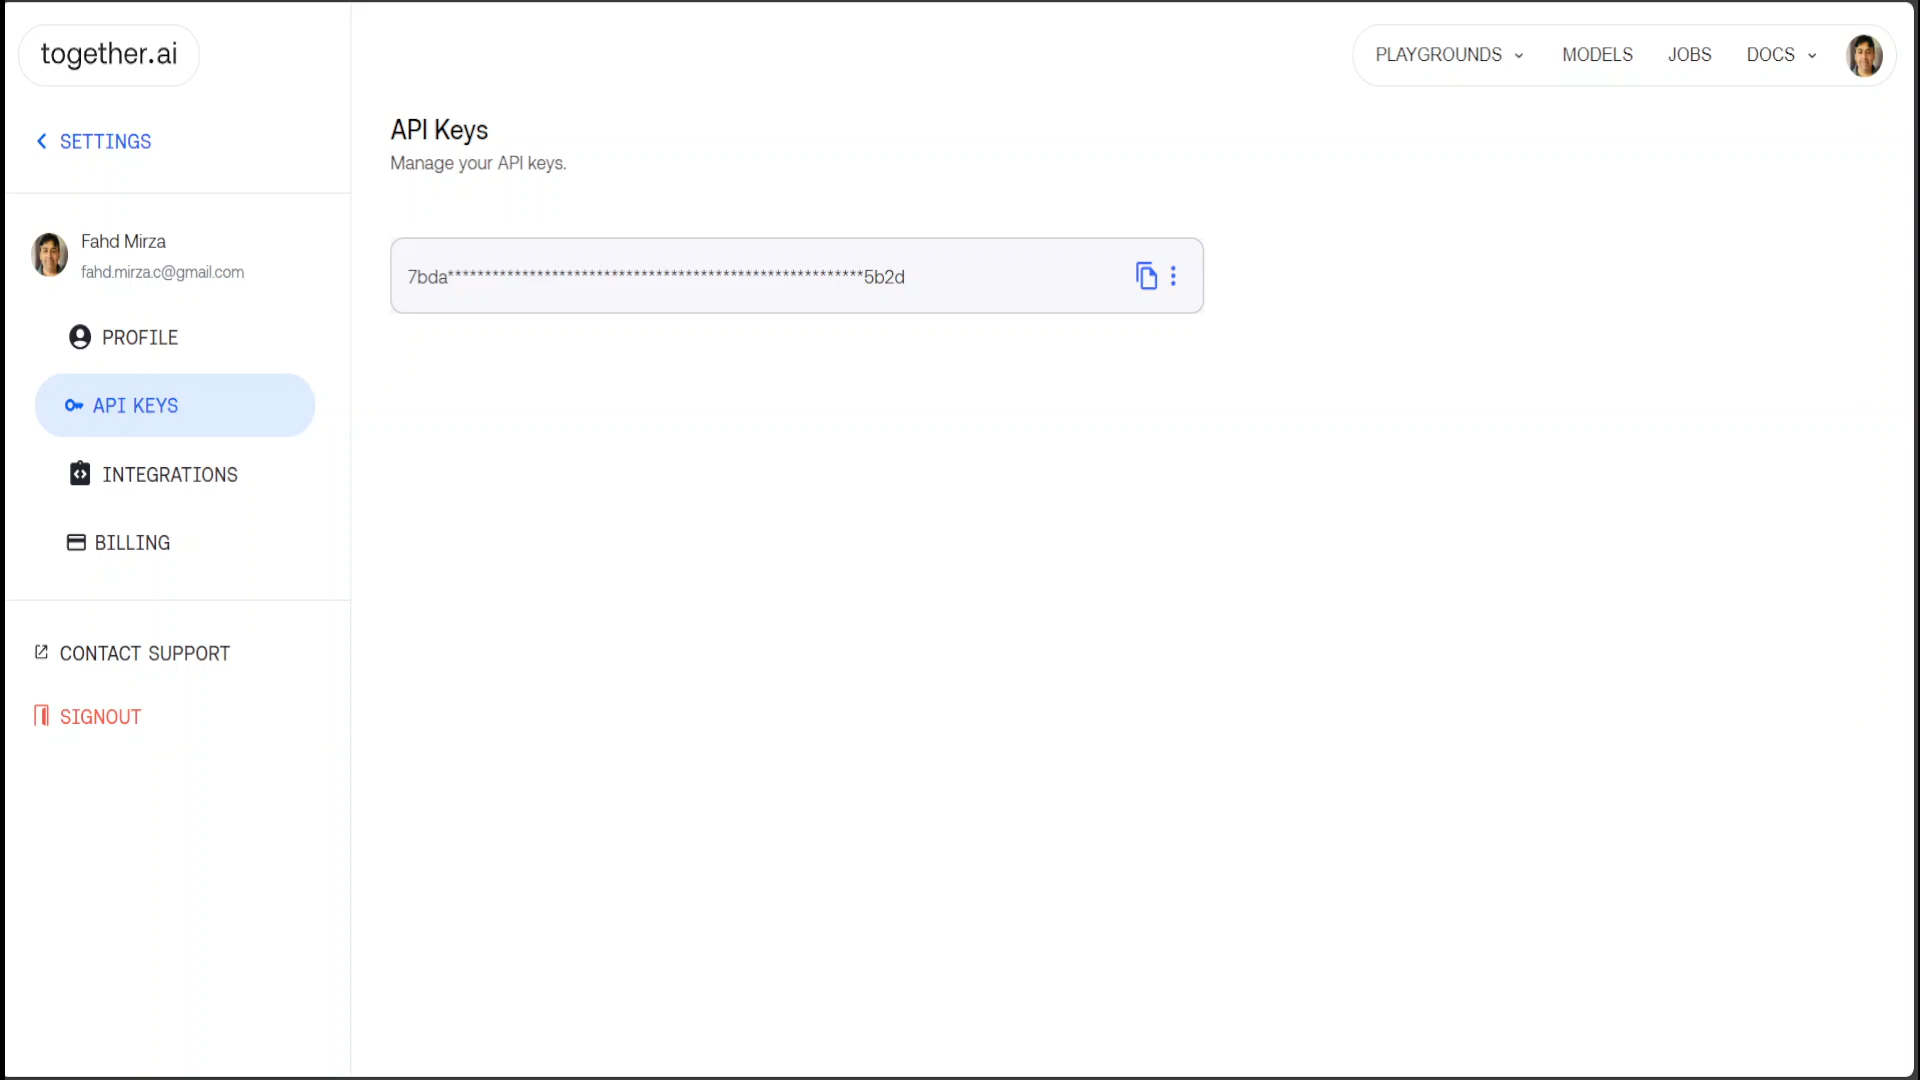 together.ai
PLAYGROUNDS
MODELS
JOBS
DOCS
SETTINGS
Fahd Mirza
fahd.mirza.c@gmail.com
PROFILE
API KEYS
INTEGRATIONS
BILLING
CONTACT SUPPORT
SIGNOUT
API Keys
Manage your API keys.
7bda********************************************************5b2d